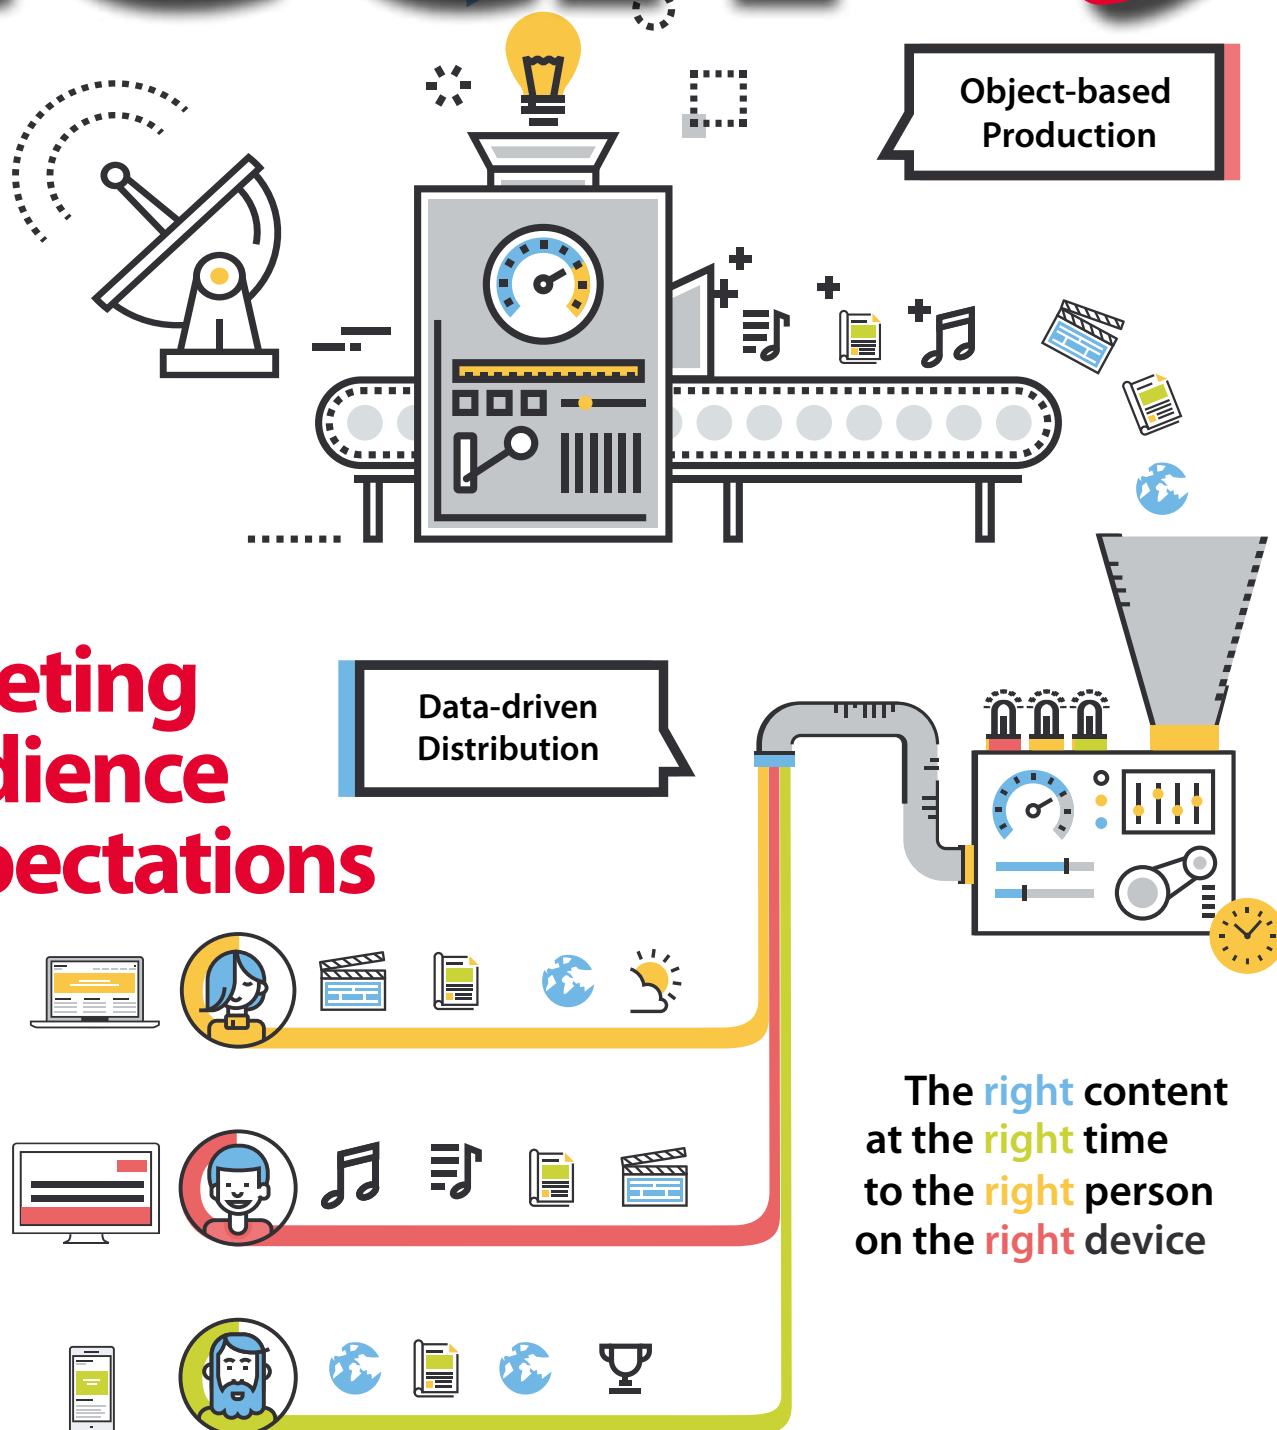 Object-based
Production
Data-driven
Distribution
eting
dience
pectations
The right content
at the right time
to the right person
on the right device